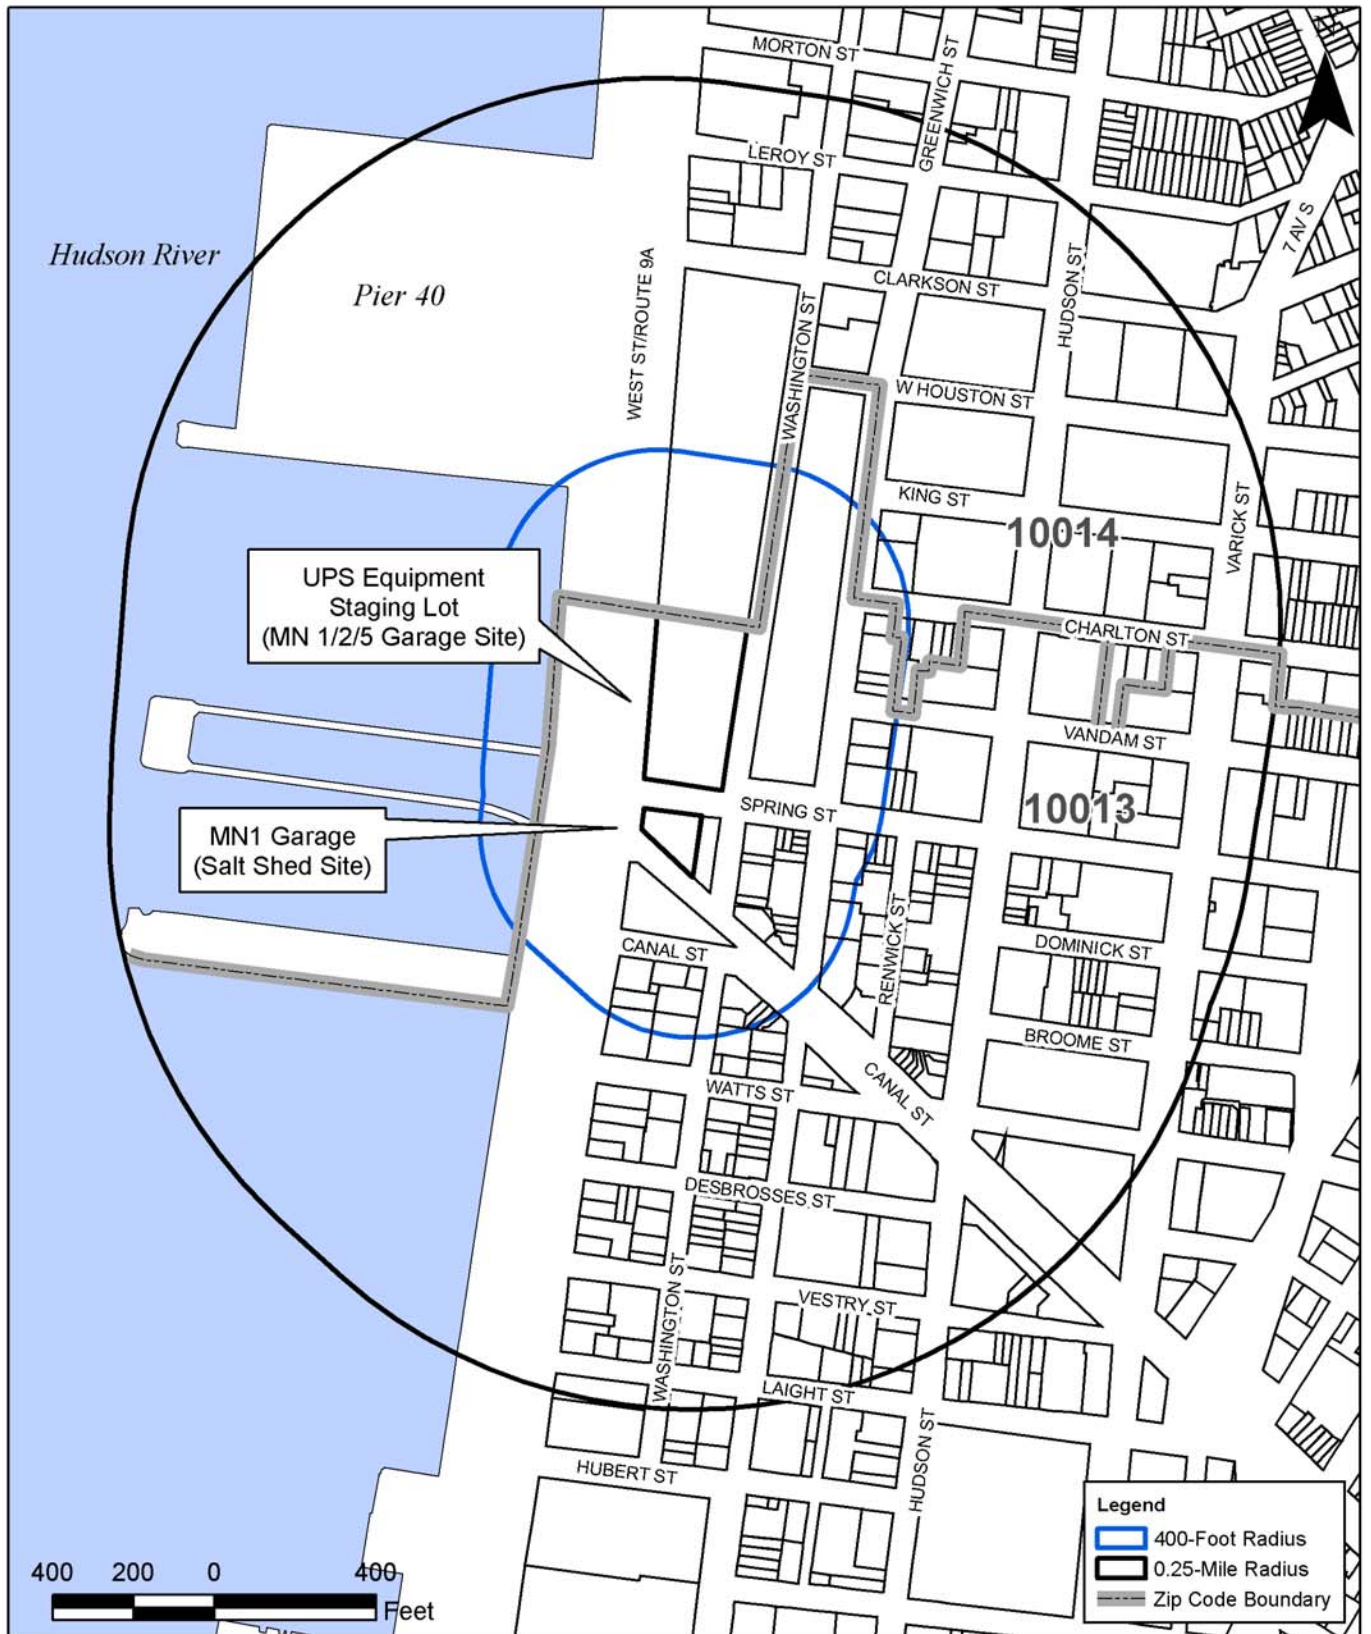 MORTON ST
GREENWICH ST
LEROY ST
7 AV S
Hudson River
Pier 40
WEST ST/ROUTE 9A
CLARKSON ST
HUDSON ST
WASHINGTON ST
W HOUSTON ST
KING ST
VARICK ST
10014
UPS Equipment
Staging Lot
(MN 1/2/5 Garage Site)
CHARLTON ST
VANDAM ST
10013
SPRING ST
MN1 Garage
(Salt Shed Site)
RENWICK ST
CANAL ST
DOMINICK ST
BROOME ST
WATTS ST
CANAL ST
DESBROSSES ST
WASHINGTON ST
VESTRY ST
LAIGHT ST
HUDSON ST
HUBERT ST
Legend
400-Foot Radius
0.25-Mile Radius
Zip Code Boundary
400 200 0 400
Feet